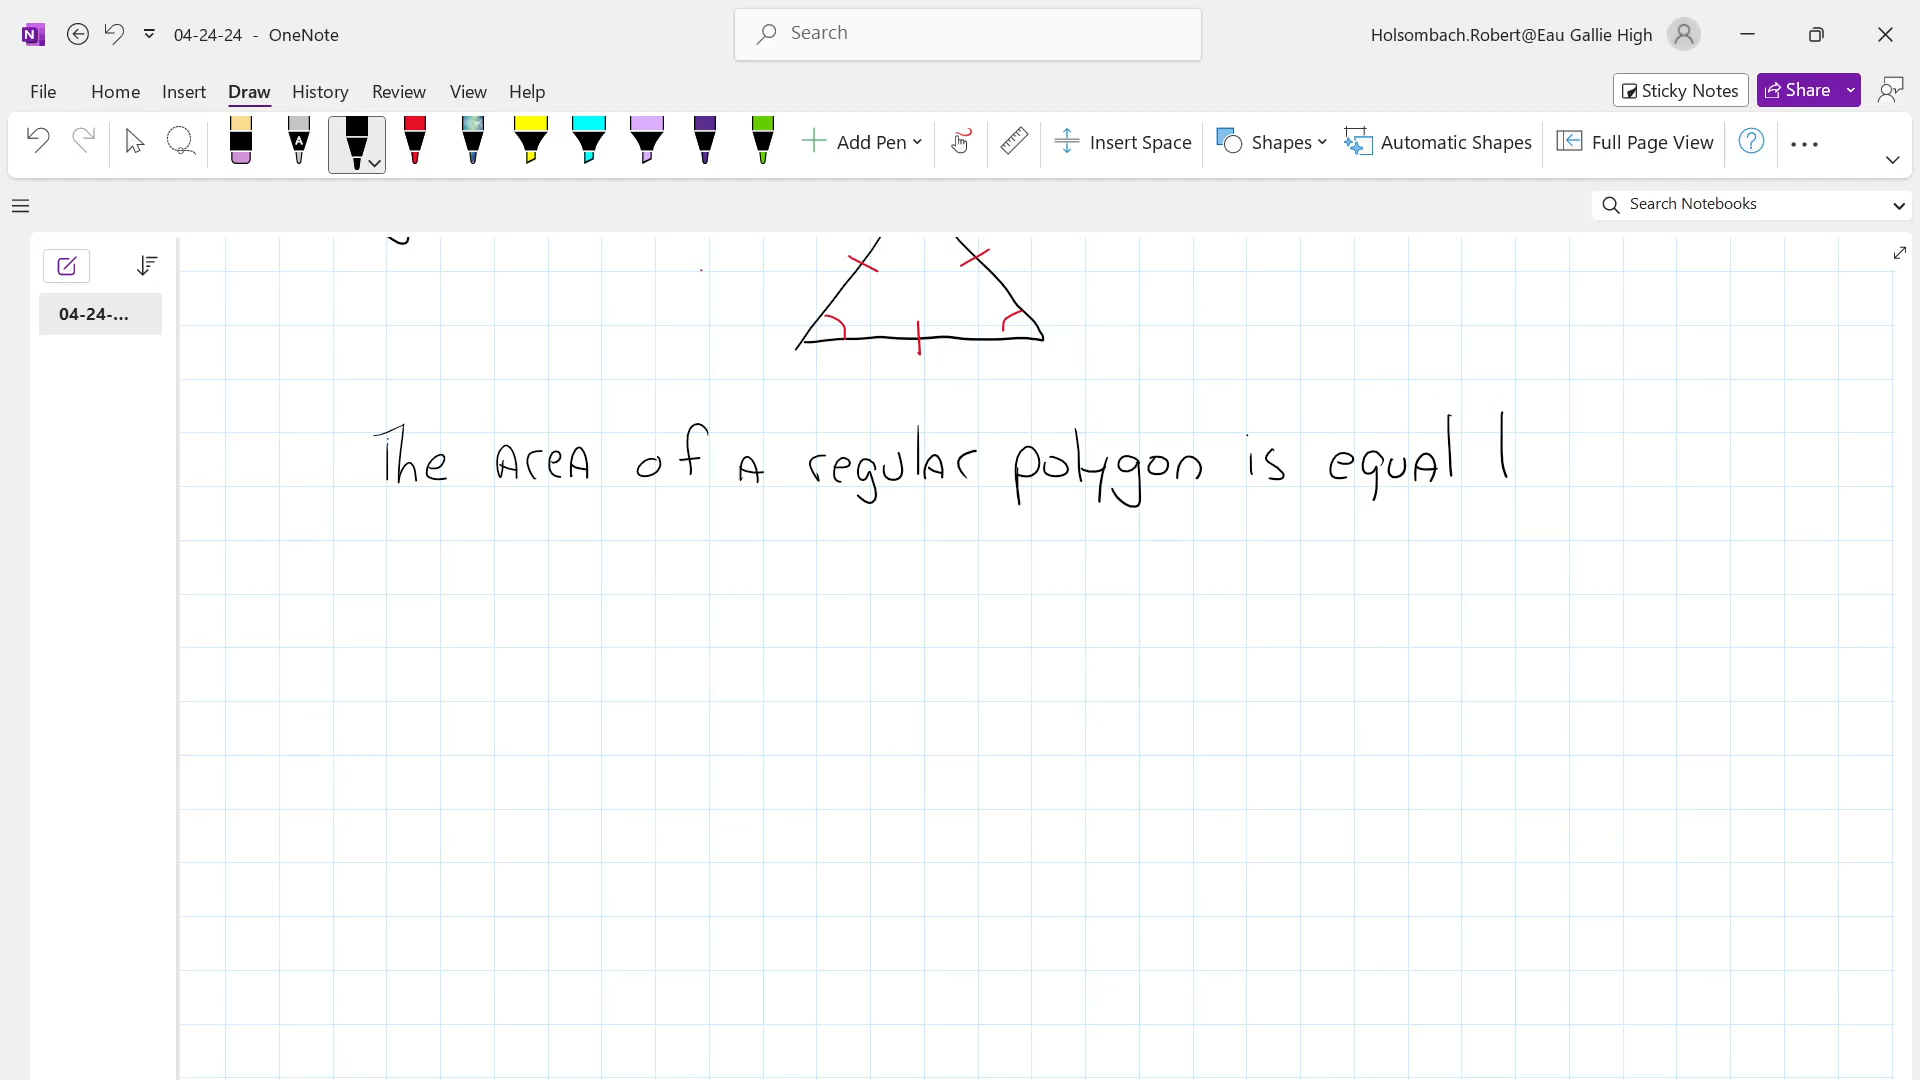 04-24-24 - OneNote
Search
Holsombach.Robert@Eau Gallie High
File Home Insert Draw History Review View Help
Sticky Notes
Share
A
Add Pen
Insert Space
Shapes
Automatic Shapes
Full Page View
Search Notebooks
04-24-...
The AreA of A regulAr polygon is equAl